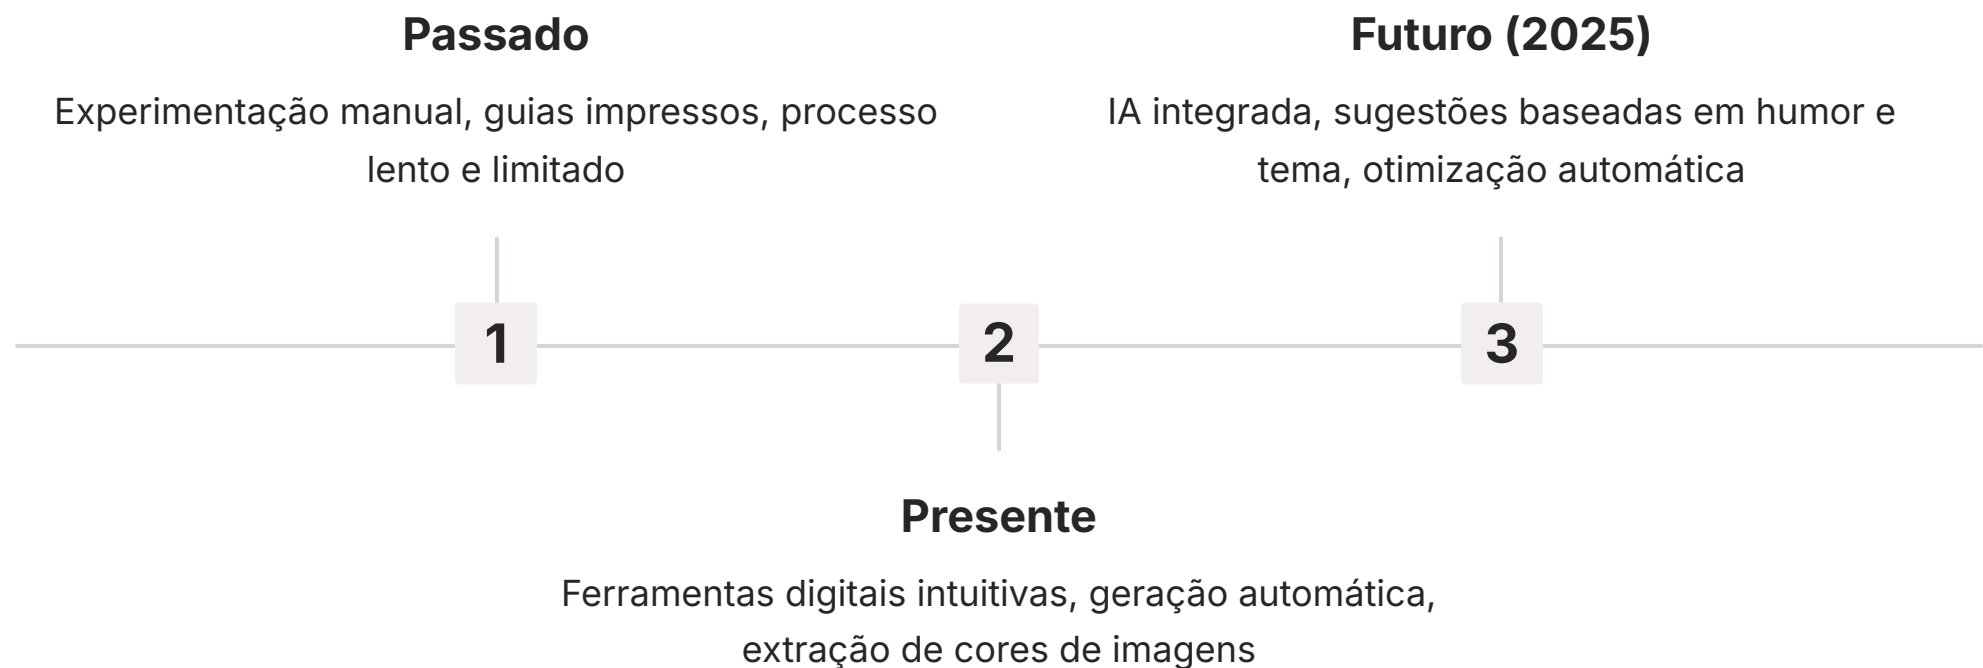 Passado
Experimentação manual, guias impressos, processo
lento e limitado
Futuro (2025)
IA integrada, sugestões baseadas em humor e
tema, otimização automática
1
2
3
Presente
Ferramentas digitais intuitivas, geração automática,
extração de cores de imagens